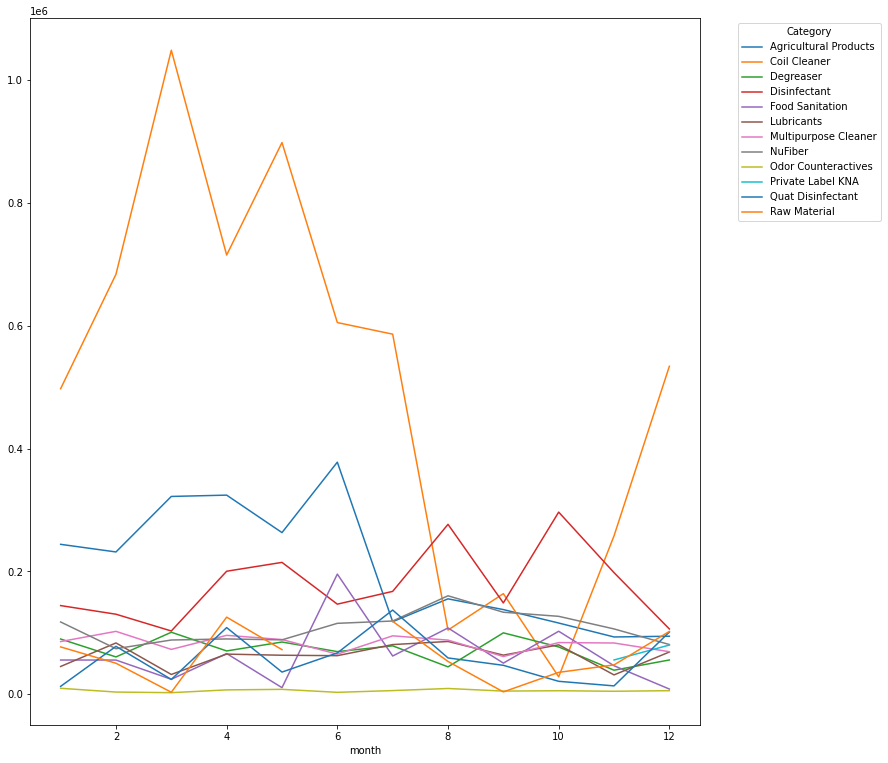 1e6
1.0
0.8
0.6
0.4
0.2
0.0
2 4 6 8 10 12
month
Category
Agricultural Products
Coil Cleaner
Degreaser
Disinfectant
Food Sanitation
Lubricants
Multipurpose Cleaner
NuFiber
Odor Counteractives
Private Label KNA
Quat Disinfectant
Raw Material